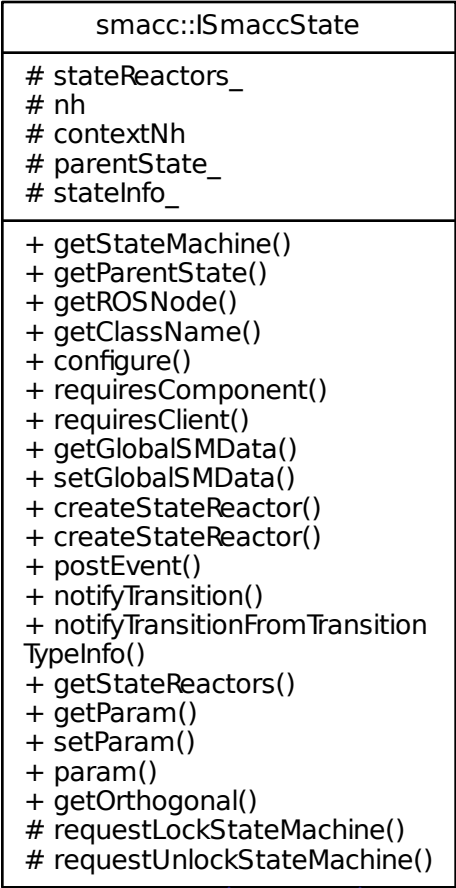 smacc::ISmaccState
# stateReactors_
# nh
# contextNh
# parentState_
# stateInfo_
+ getStateMachine()
+ getParentState()
+ getROSNode()
+ getClassName()
+ configure()
+ requiresComponent()
+ requiresClient()
+ getGlobalSMData()
+ setGlobalSMData()
+ createStateReactor()
+ createStateReactor()
+ postEvent()
+ notifyTransition()
+ notifyTransitionFromTransition
TypeInfo()
+ getStateReactors()
+ getParam()
+ setParam()
+ param()
+ getOrthogonal()
# requestLockStateMachine()
# requestUnlockStateMachine()